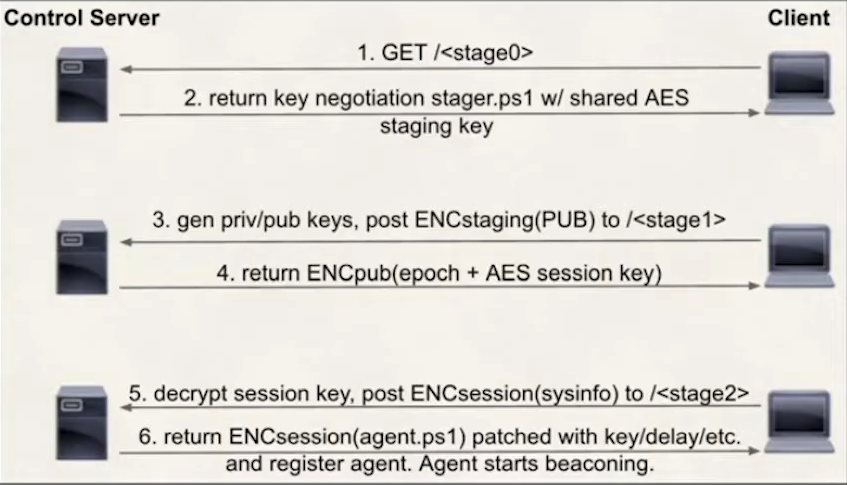 Control Server
Client
1. GET /<stage0>
2. return key negotiation stager.ps1 w/ shared AES
staging key
3. gen priv/pub keys, post ENCstaging(PUB) to /<stage1>
4. return ENCpub(epoch + AES session key)
5. decrypt session key, post ENCsession(sysinfo) to /<stage2>
6. return ENCsession(agent.ps1) patched with key/delay/etc.
and register agent. Agent starts beaconing.